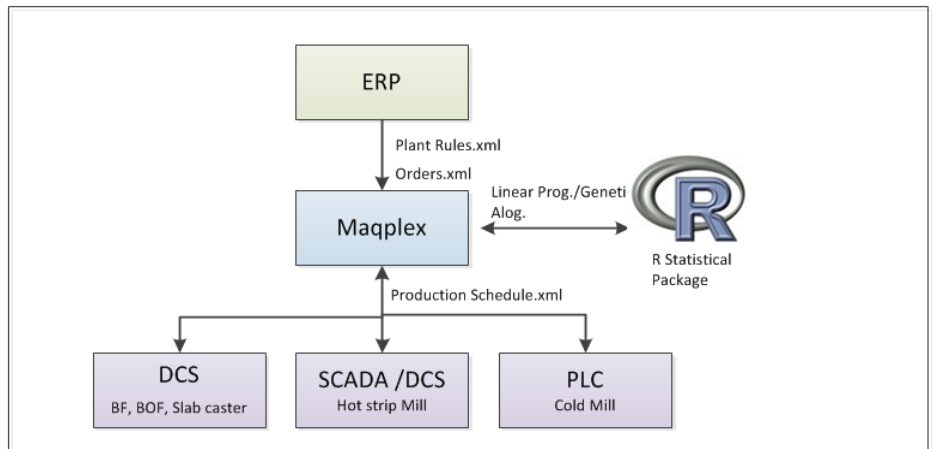 ERP
Plant Rules.xml
Orders.xml
Maqplex
Linear Prog./Geneti
Alog.
R
R Statistical
Package
Production Schedule.xml
DCS
BF, BOF, Slab caster
SCADA /DCS
Hot strip Mill
PLC
Cold Mill